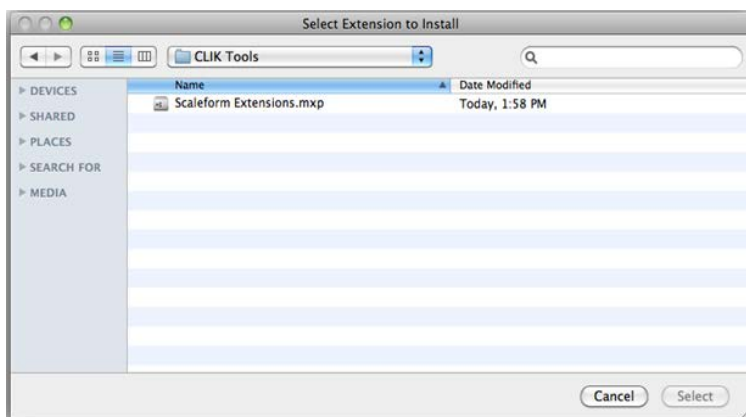 Select Extension to Install
CLIK Tools
Name Date Modified
DEVICES
Scaleform Extensions.mxp Today, 1:58 PM
SHARED
PLACES
SEARCH FOR
MEDIA
Cancel Select